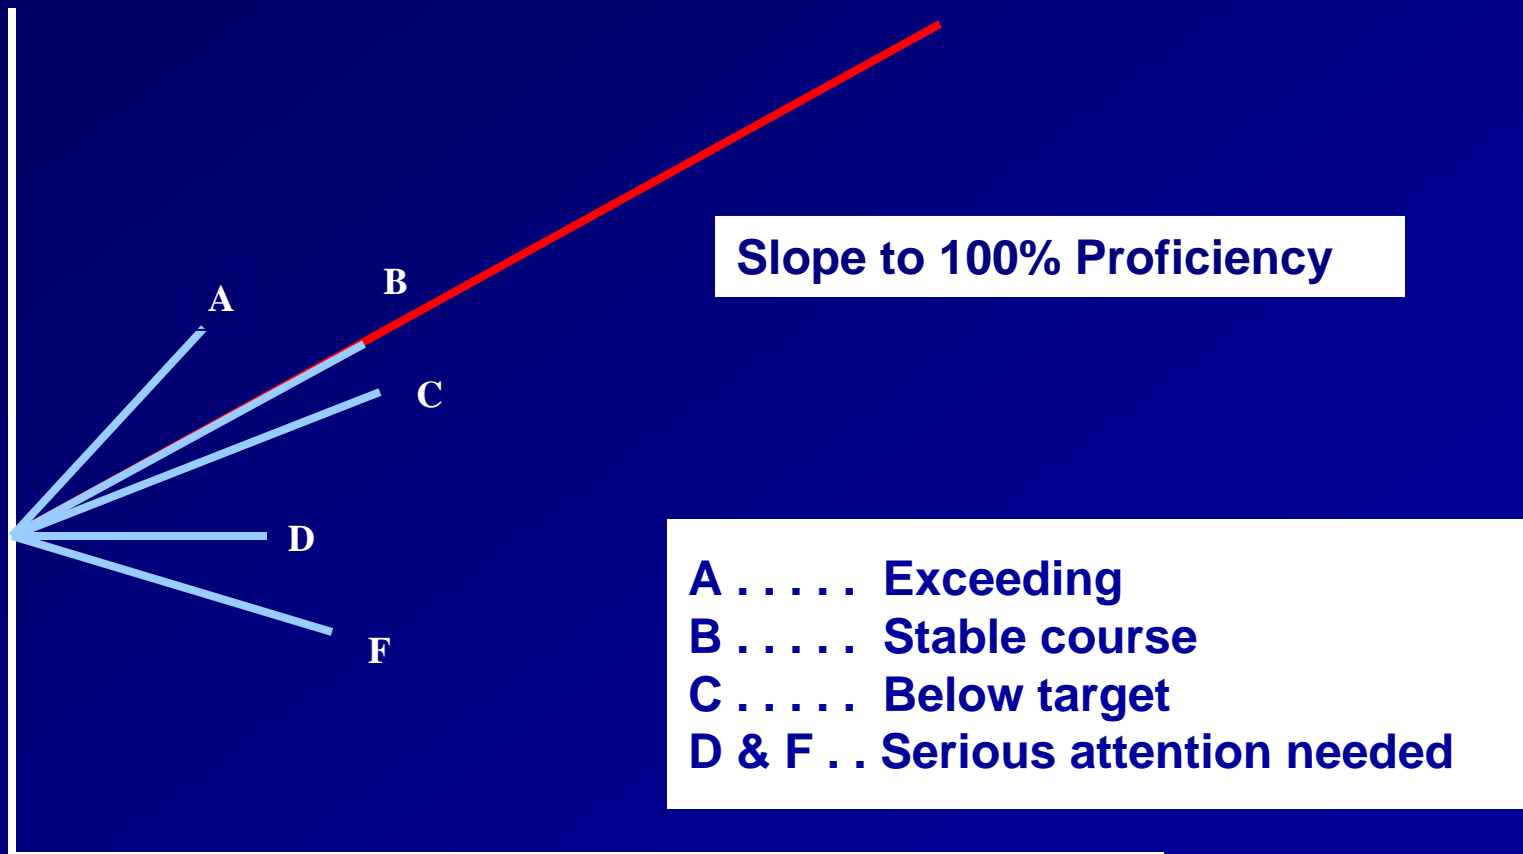 Slope to 100% Proficiency
A
B
C
D
F
A . . . . . Exceeding
B . . . . . Stable course
C . . . . . Below target
D & F . . Serious attention needed